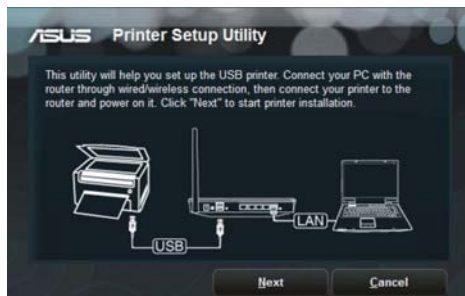 ASUS Printer Setup Utility
This utility will help you set up the USB printer. Connect your PC with the
router through wired/wireless connection, then connect your printer to the
router and power on it. Click "Next" to start printer installation.
LAN
USB
Next Cancel